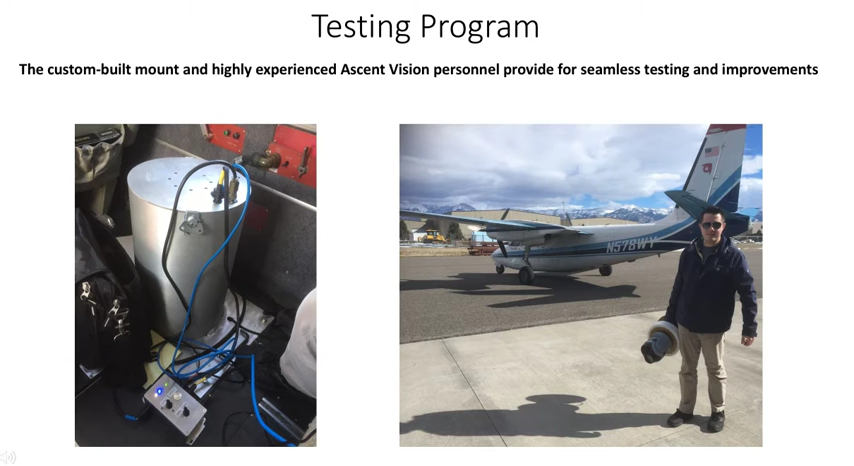 Testing Program
The custom-built mount and highly experienced Ascent Vision personnel provide for seamless testing and improvements
N578WY